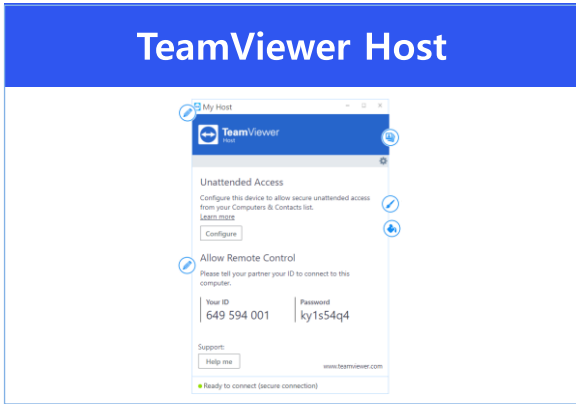 TeamViewer Host
My Host
TeamViewer
Host
Unattended Access
Configure this device to allow secure unattended access
from your Computers & Contacts list.
Learn more
Configure
Allow Remote Control
Please tell your partner your ID to connect to this
computer.
Your ID
649 594 001
Password
ky1s54q4
Support:
Help me
www.teamviewer.com
Ready to connect (secure connection)